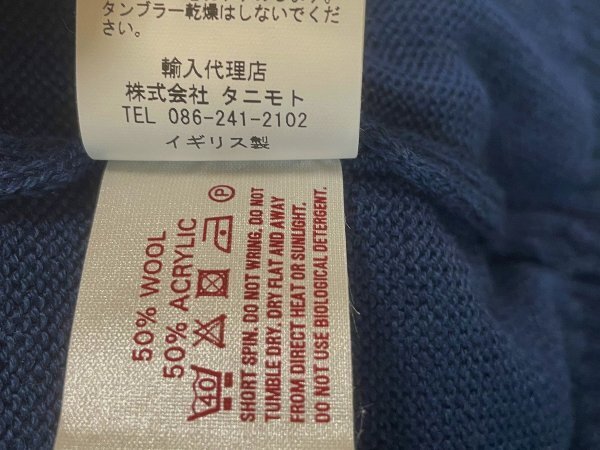 タンブラー乾燥はしないでくだ
さい。
輸入代理店
株式会社 タニモト
TEL 086-241-2102
イギリス製
50% WOOL
50% ACRYLIC
40
P
SHORT SPIN. DO NOT WRING. DO NOT
TUMBLE DRY. DRY FLAT AND AWAY
FROM DIRECT HEAT OR SUNLIGHT.
DO NOT USE BIOLOGICAL DETERGENT.